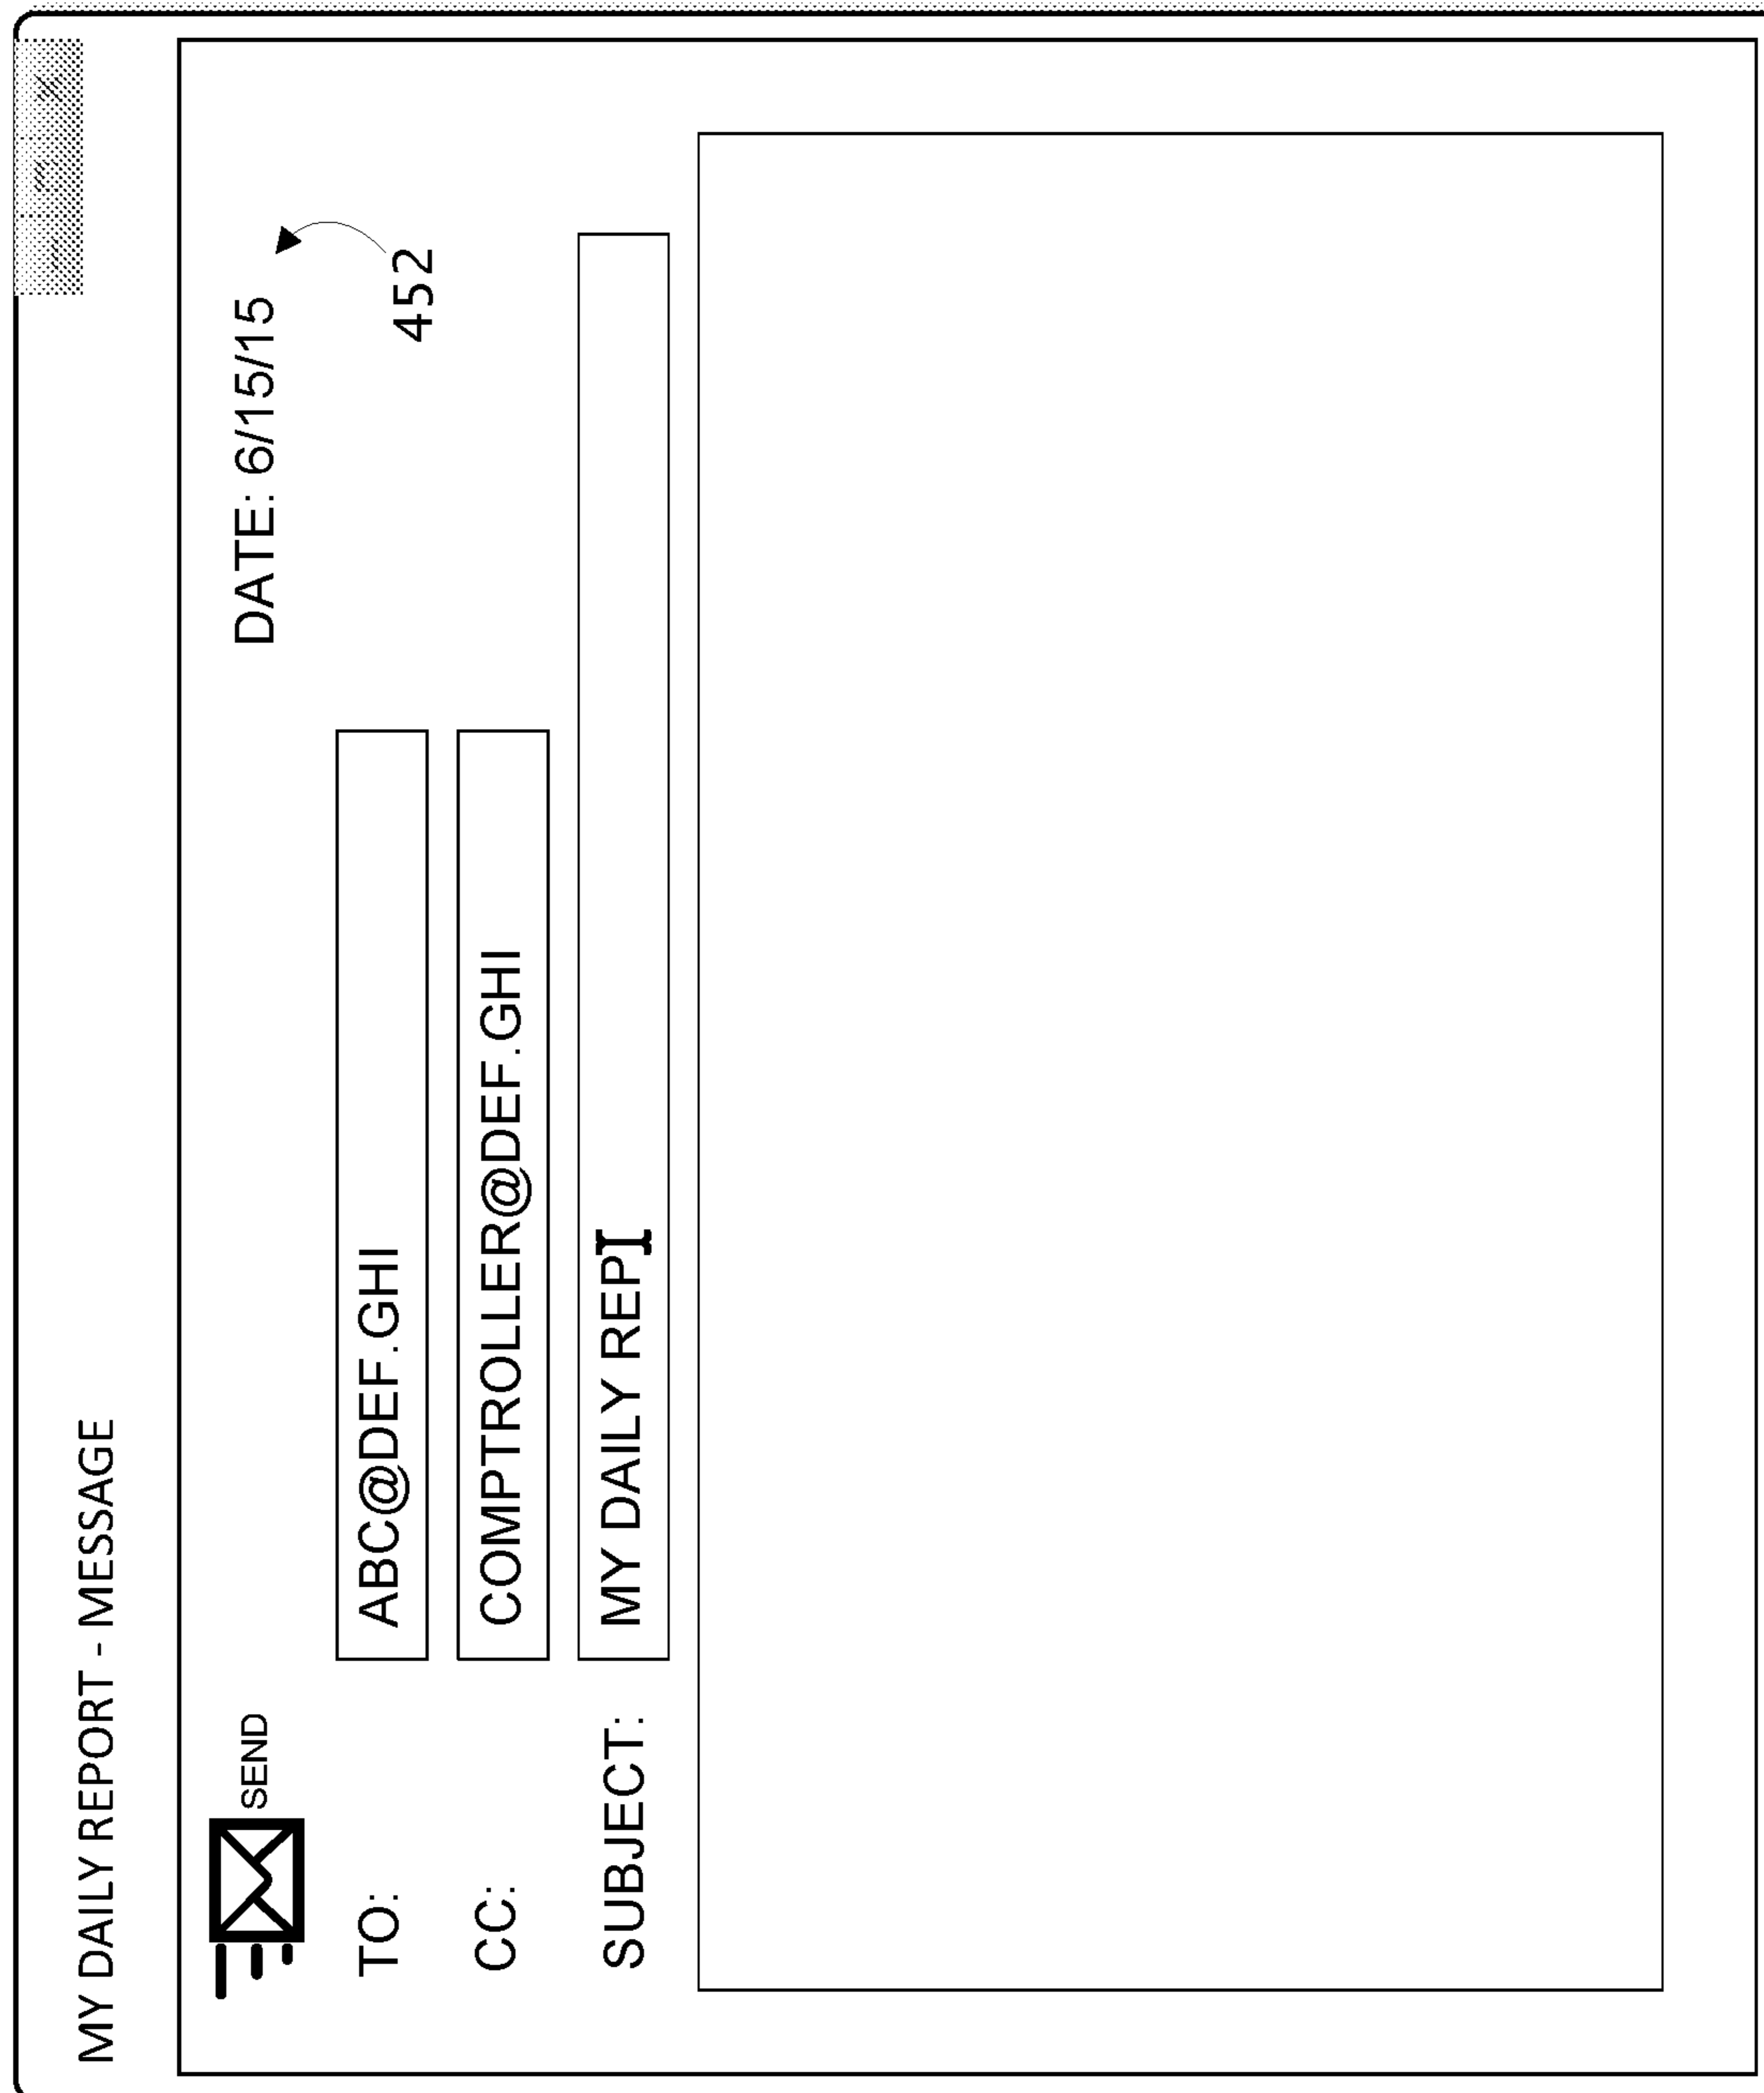 MY DAILY REPORT - MESSAGE
SEND
DATE: 6/15/15
452
TO: ABC@DEF.GHI
CC: COMPTROLLER@DEF.GHI
SUBJECT: MY DAILY REP